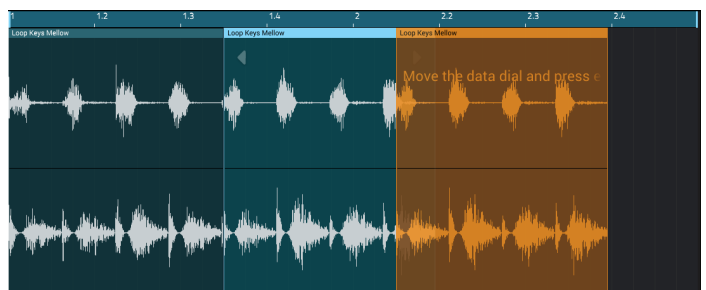 1 1.2 1.3 1.4 2 2.2 2.3 2.4
Loop Keys Mellow Loop Keys Mellow Loop Keys Mellow
Move the data dial and press e